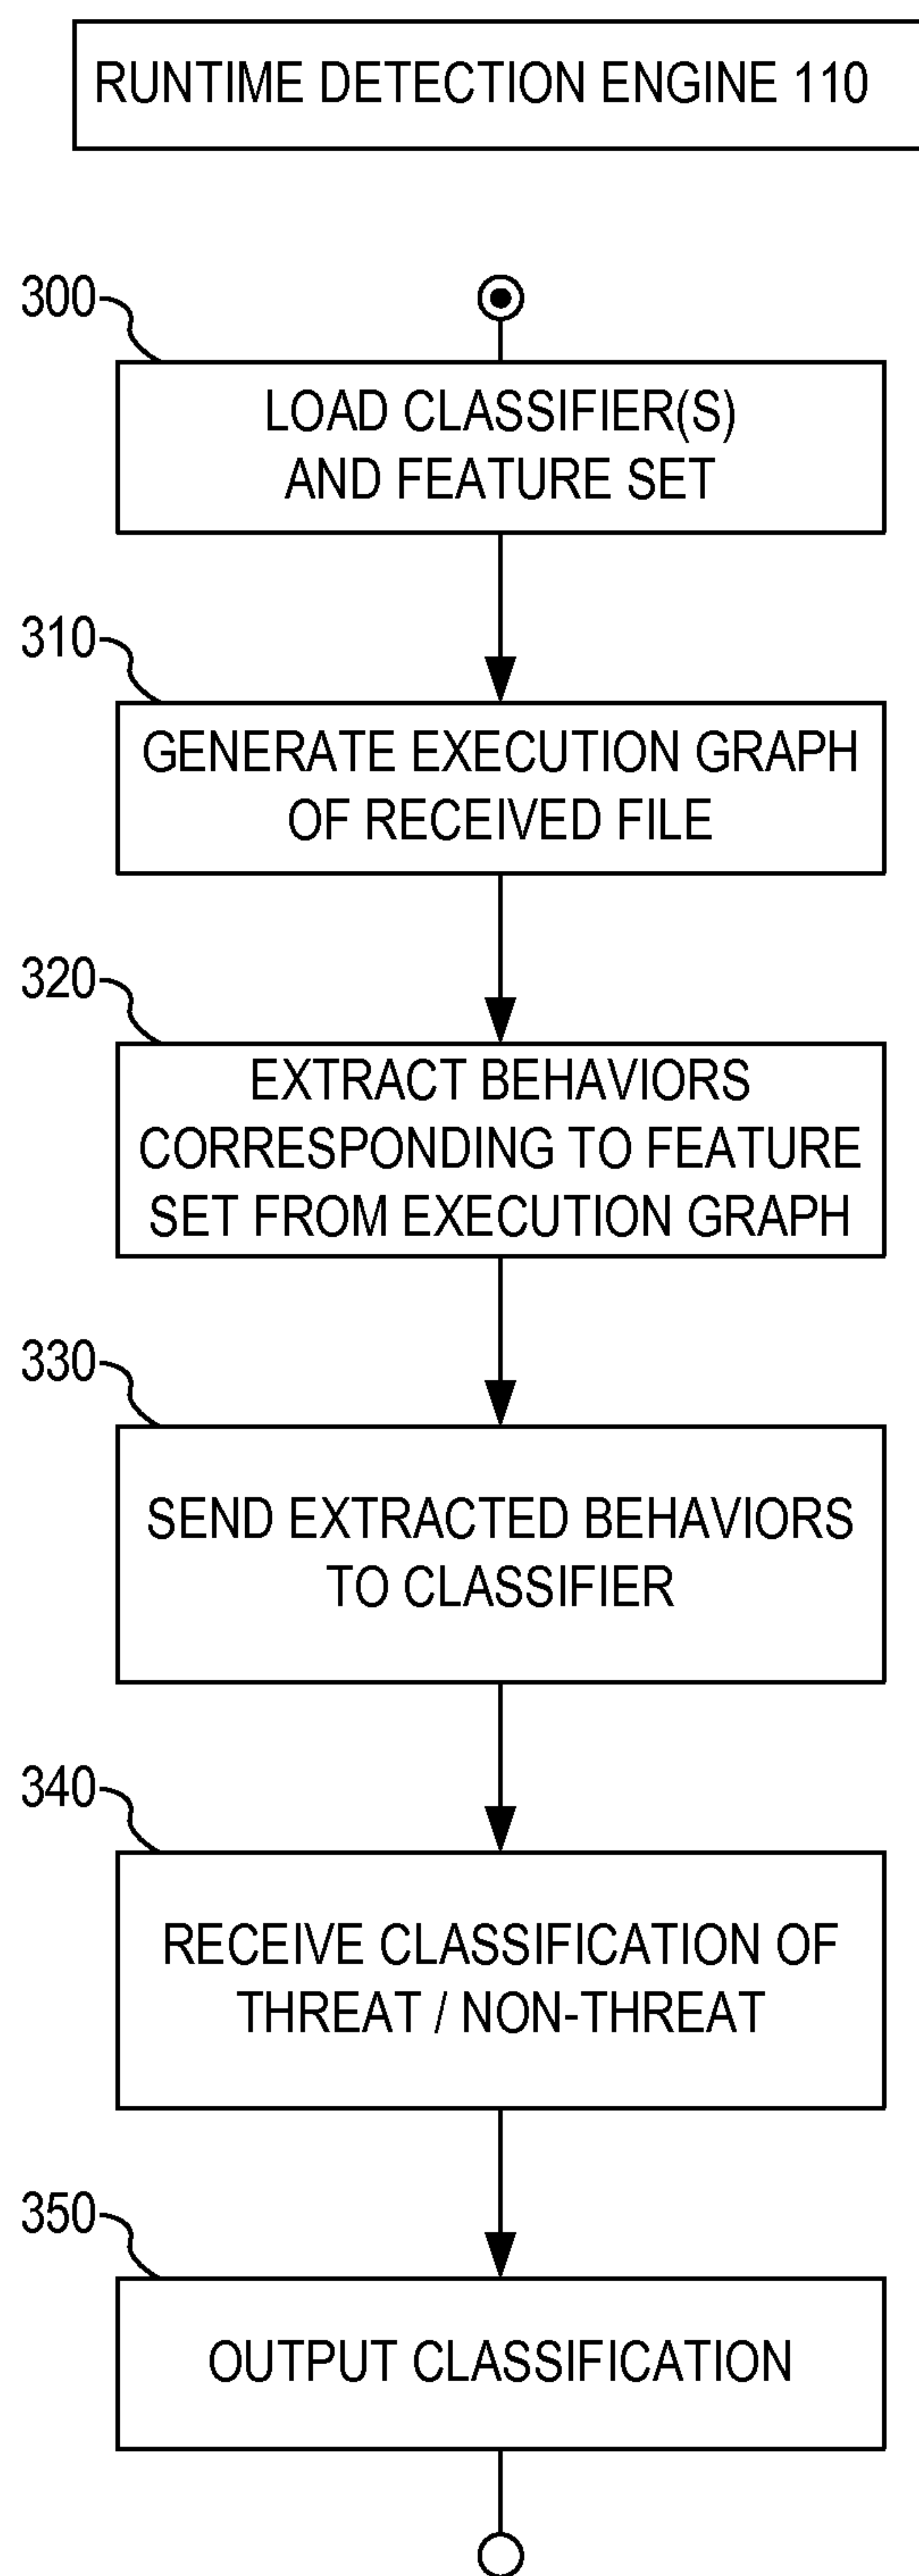 RUNTIME DETECTION ENGINE 110
300
LOAD CLASSIFIER(S)
AND FEATURE SET
310
GENERATE EXECUTION GRAPH
OF RECEIVED FILE
320
EXTRACT BEHAVIORS
CORRESPONDING TO FEATURE
SET FROM EXECUTION GRAPH
330
SEND EXTRACTED BEHAVIORS
TO CLASSIFIER
340
RECEIVE CLASSIFICATION OF
THREAT / NON-THREAT
350
OUTPUT CLASSIFICATION